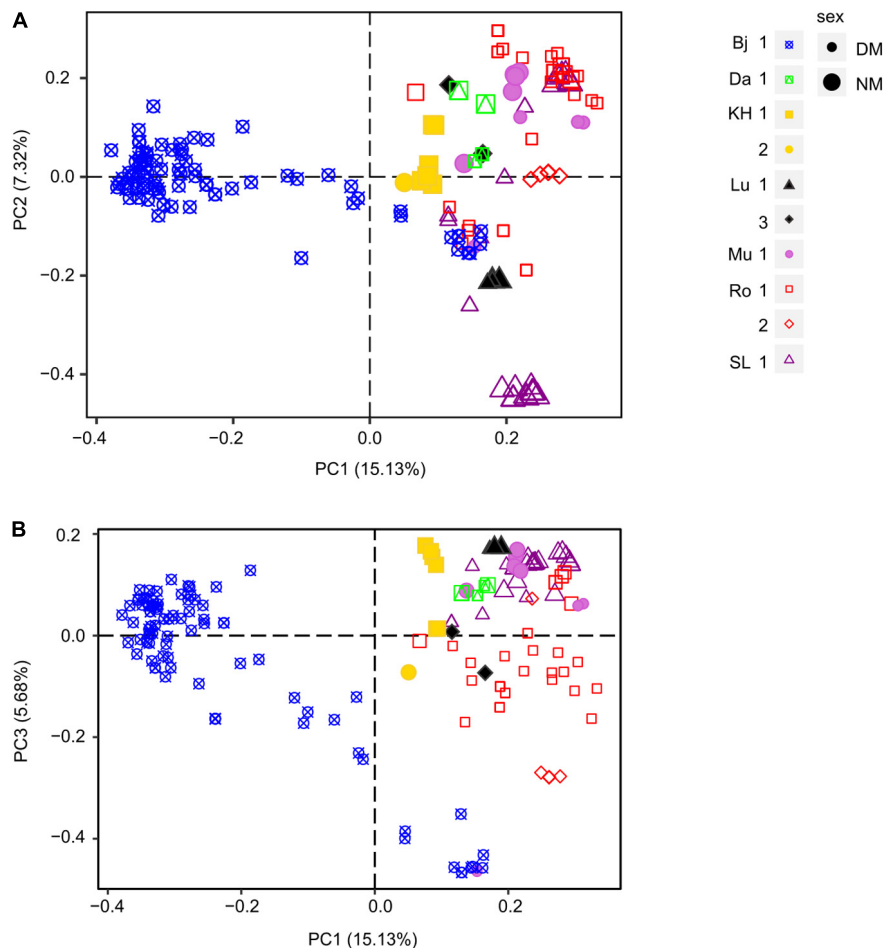 A
0.2
0.0
−0.2
−0.4
PC2 (7.32%)
−0.4
−0.2
0.0
0.2
PC1 (15.13%)
sex
Bj 1
DM
Da 1
NM
KH 1
2
Lu 1
3
Mu 1
Ro 1
2
SL 1
B
0.2
0.0
−0.2
−0.4
PC3 (5.68%)
−0.4
−0.2
0.0
0.2
PC1 (15.13%)